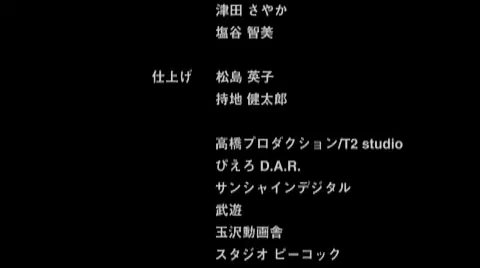 津田 さやか
塩谷 智美
仕上げ 松島 英子
持地 健太郎
高橋プロダクション/T2 studio
ぴえろ D.A.R.
サンシャインデジタル
武遊
玉沢動画舎
スタジオ ピーコック